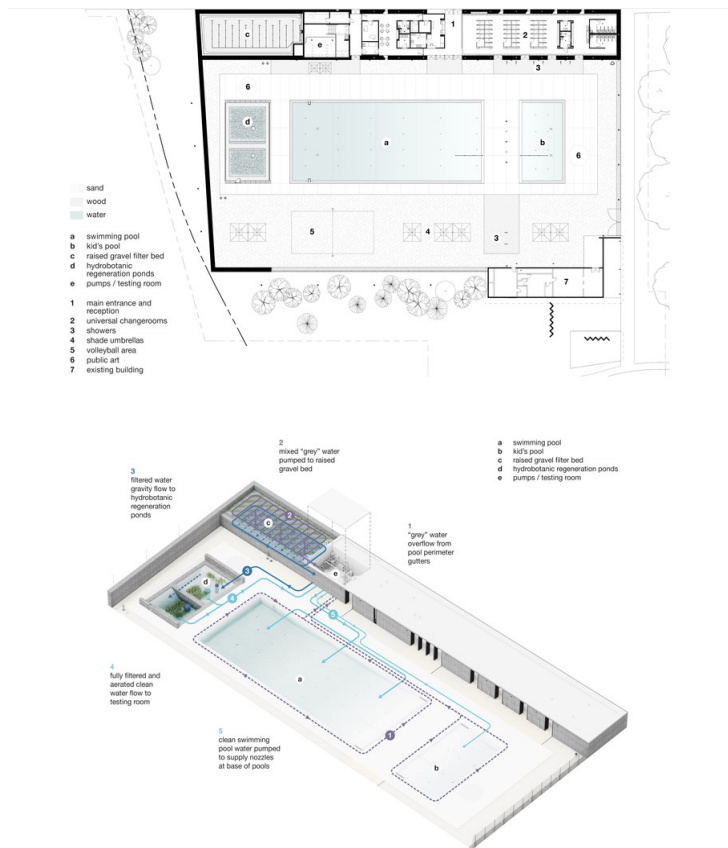 c
e
1
2
3
6
d
a
b
6
5
4
3
7
sand
wood
water
a swimming pool
b kid's pool
c raised gravel filter bed
d hydrobotanic
regeneration ponds
e pumps / testing room
1 main entrance and
reception
2 universal changerooms
3 showers
4 shade umbrellas
5 volleyball area
6 public art
7 existing building
2
mixed "grey" water
pumped to raised
gravel bed
a swimming pool
b kid's pool
c raised gravel filter bed
d hydrobotanic regeneration ponds
e pumps / testing room
3
filtered water
gravity flow to
hydrobotanic
regeneration
ponds
1
"grey" water
overflow from
pool perimeter
gutters
2
c
e
3
d
4
5
a
1
b
4
fully filtered and
aerated clean
water flow to
testing room
5
clean swimming
pool water pumped
to supply nozzles
at base of pools